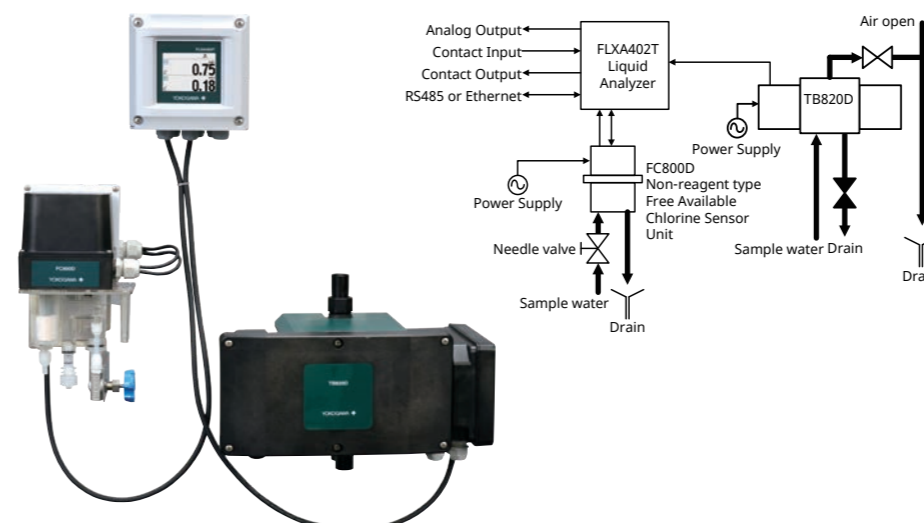 FLXA402T
0.75
0.18
YOKOGAWA
FC800D
YOKOGAWA
TB820D
YOKOGAWA
Analog Output
Contact Input
Contact Output
RS485 or Ethernet
FLXA402T
Liquid
Analyzer
Power Supply
FC800D
Non-reagent type
Free Available
Chlorine Sensor
Unit
Needle valve
Sample water
Drain
Air open
TB820D
Power Supply
Sample water
Drain
Dra